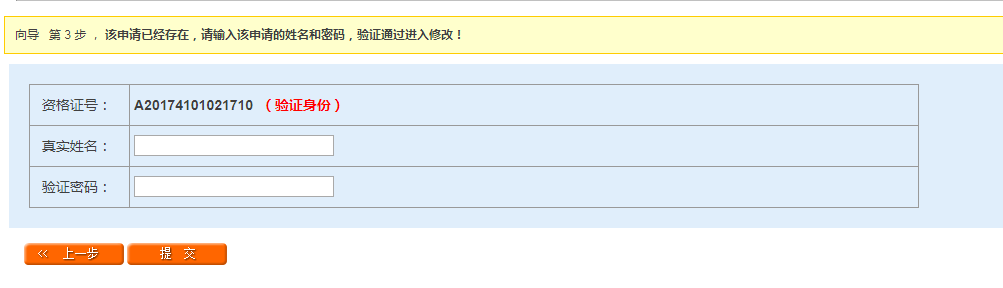 向导 第 3 步 ， 该申请已经存在，请输入该申请的姓名和密码，验证通过进入修改！
资格证号： A20174101021710 （验证身份）
真实姓名：
验证密码：
<< 上一步 提 交